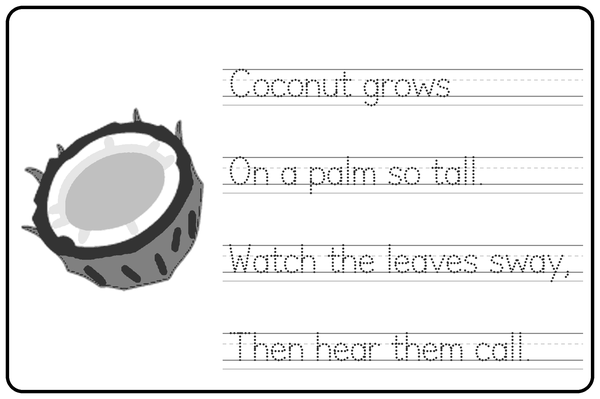 Coconut grows
On a palm so tall.
Watch the leaves sway,
Then hear them call.